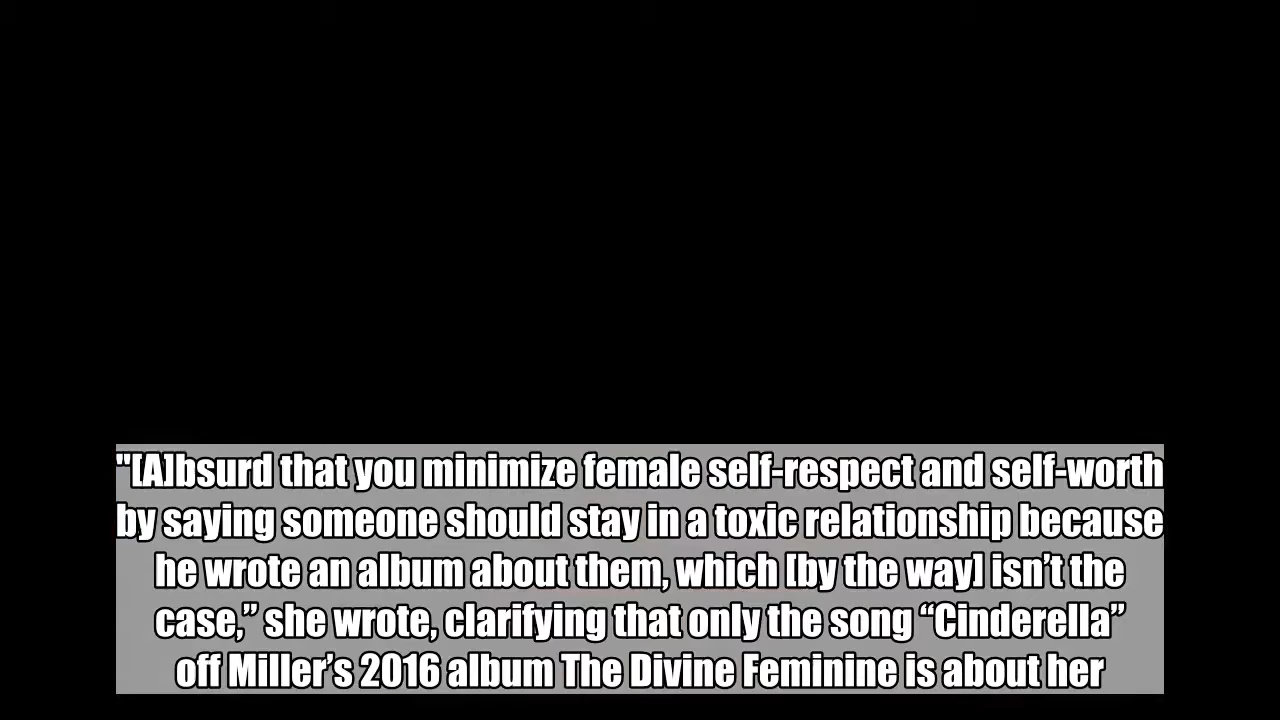 "[A]bsurd that you minimize female self-respect and self-worth
by saying someone should stay in a toxic relationship because
he wrote an album about them, which [by the way] isn’t the
case,” she wrote, clarifying that only the song “Cinderella”
off Miller’s 2016 album The Divine Feminine is about her